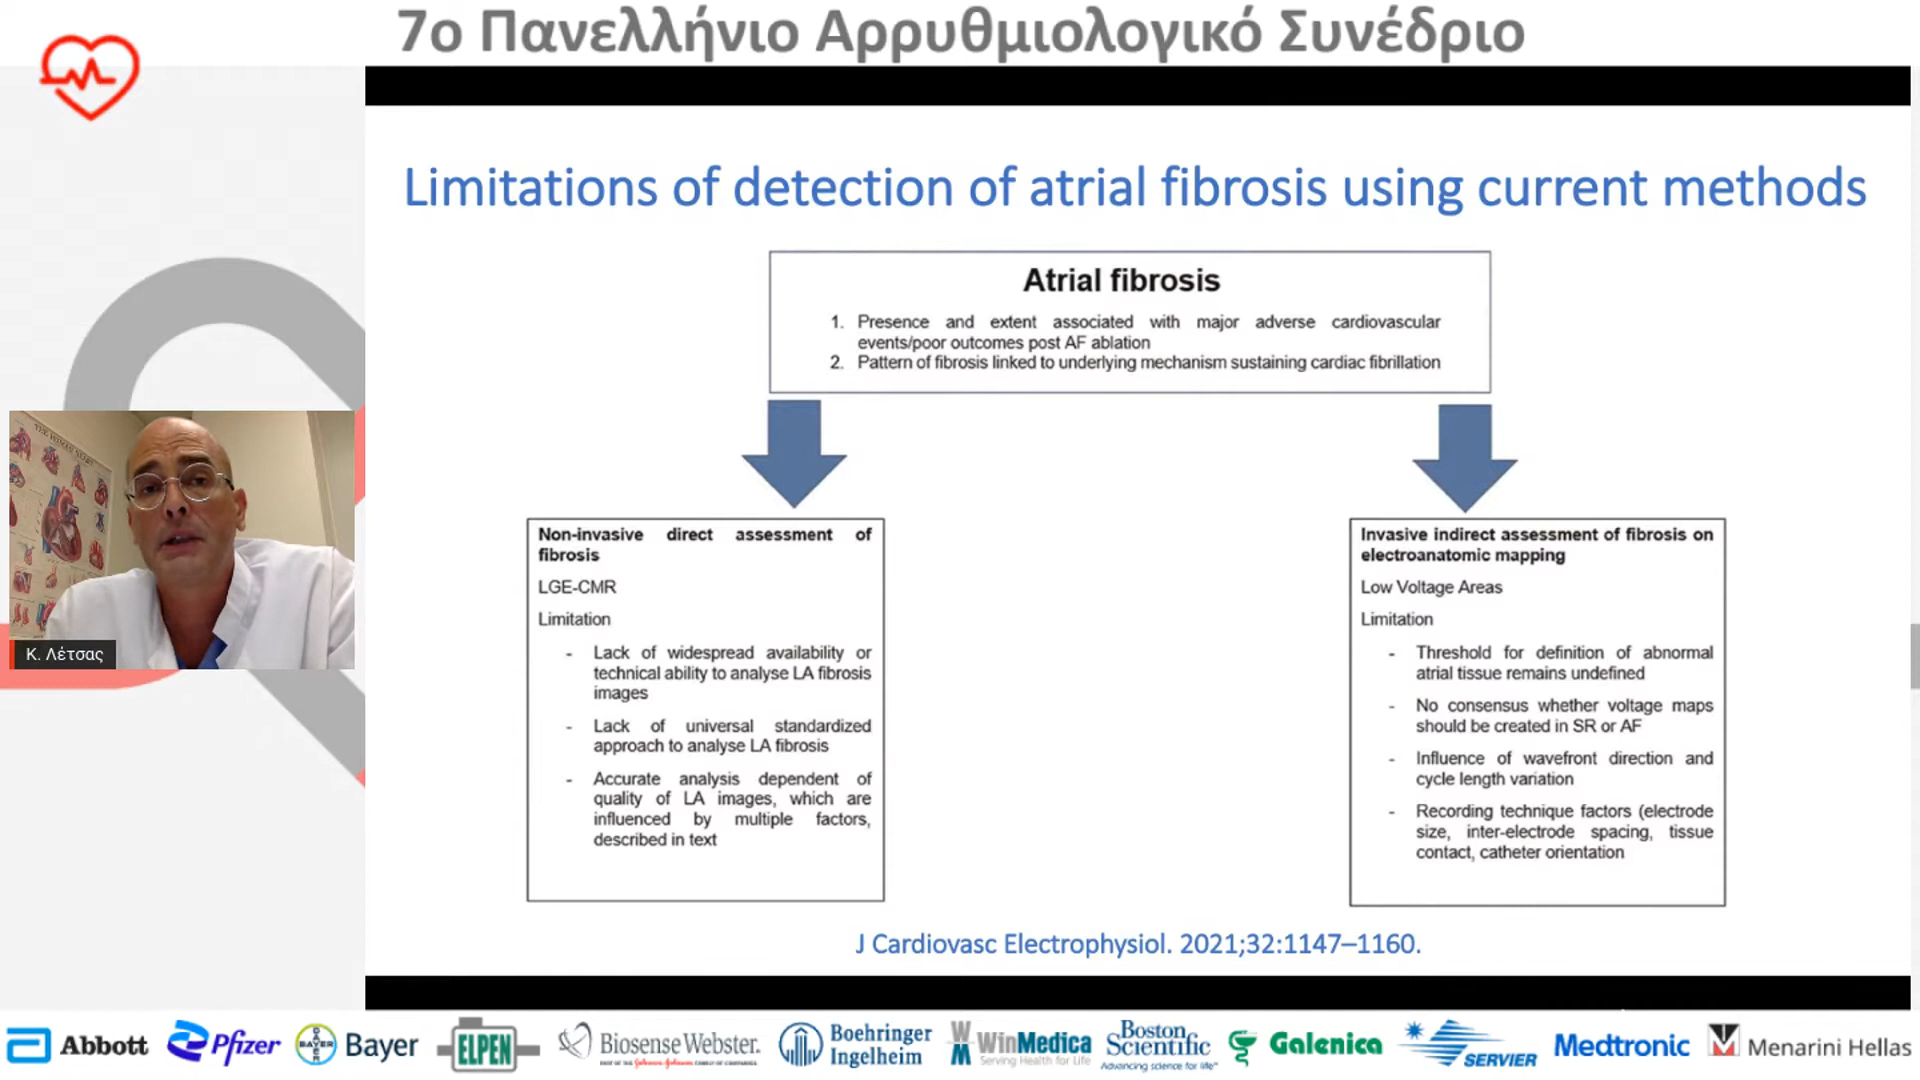 7ο Πανελλήνιο Αρρυθμιολογικό Συνέδριο
Limitations of detection of atrial fibrosis using current methods
Atrial fibrosis
1. Presence and extent associated with major adverse cardiovascular
events/poor outcomes post AF ablation
2. Pattern of fibrosis linked to underlying mechanism sustaining cardiac fibrillation
Non-invasive direct assessment of
fibrosis
LGE-CMR
Limitation
- Lack of widespread availability or
technical ability to analyse LA fibrosis
images
- Lack of universal standardized
approach to analyse LA fibrosis
- Accurate analysis dependent of
quality of LA images, which are
influenced by multiple factors,
described in text
Invasive indirect assessment of fibrosis on
electroanatomic mapping
Low Voltage Areas
Limitation
- Threshold for definition of abnormal
atrial tissue remains undefined
- No consensus whether voltage maps
should be created in SR or AF
- Influence of wavefront direction and
cycle length variation
- Recording technique factors (electrode
size, inter-electrode spacing, tissue
contact, catheter orientation
J Cardiovasc Electrophysiol. 2021;32:1147–1160.
THE HUMAN HEART
Κ. Λέτσας
Abbott
Pfizer
BAYER
Bayer
ELPEN
Biosense Webster.
PART OF THE Johnson & Johnson FAMILY OF COMPANIES
Boehringer
Ingelheim
WinMedica
Serving Health for Life
Boston
Scientific
Advancing science for life™
Galenica
SERVIER
Medtronic
Menarini Hellas